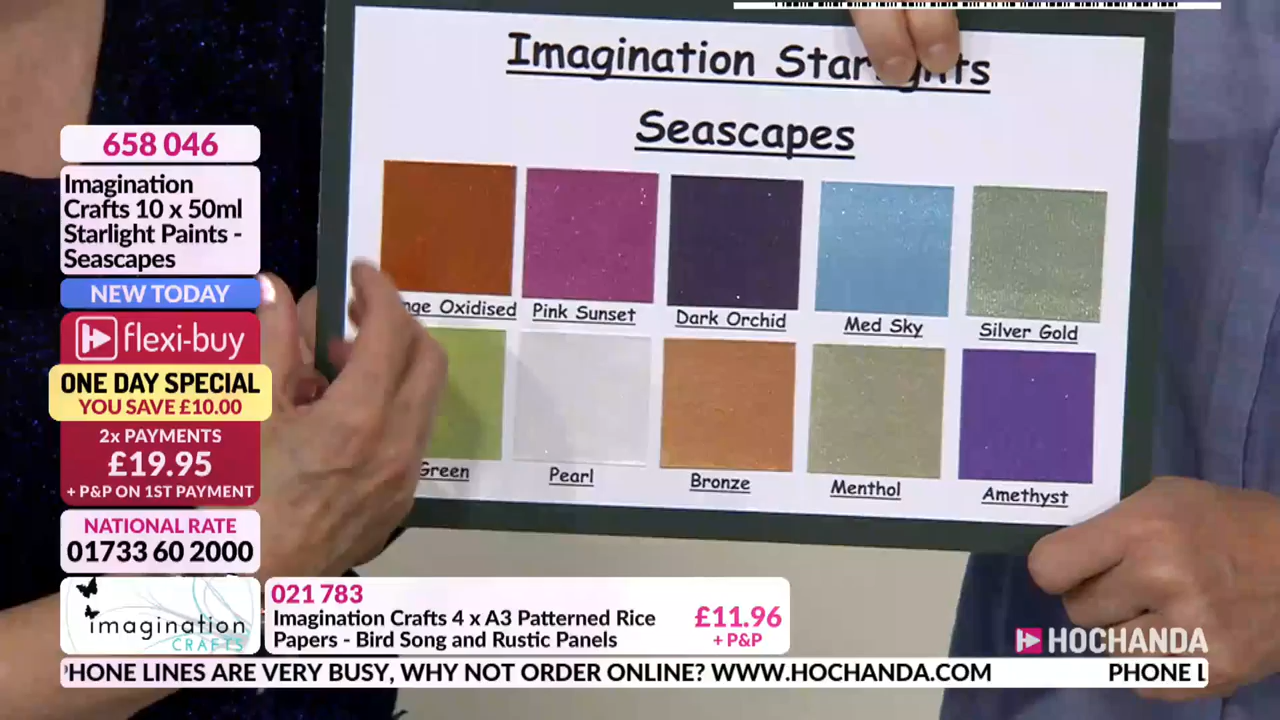 Imagination
Seascapes
Oxidised
Pink Sunset
Dark Orchid
Med Sky
Silver Gold
Green
Pearl
Bronze
Menthol
Amethyst
658 046
Imagination
Crafts 10 x 50ml
Starlight Paints -
Seascapes
NEW TODAY
flexi-buy
ONE DAY SPECIAL
YOU SAVE £10.00
2x PAYMENTS
£19.95
+ P&P ON 1ST PAYMENT
NATIONAL RATE
01733 60 2000
imagination
CRAFTS
021 783
Imagination Crafts 4 x A3 Patterned Rice
Papers - Bird Song and Rustic Panels
£11.96
+ P&P
HOCHANDA
PHONE LINES ARE VERY BUSY, WHY NOT ORDER ONLINE? WWW.HOCHANDA.COM PHONE L